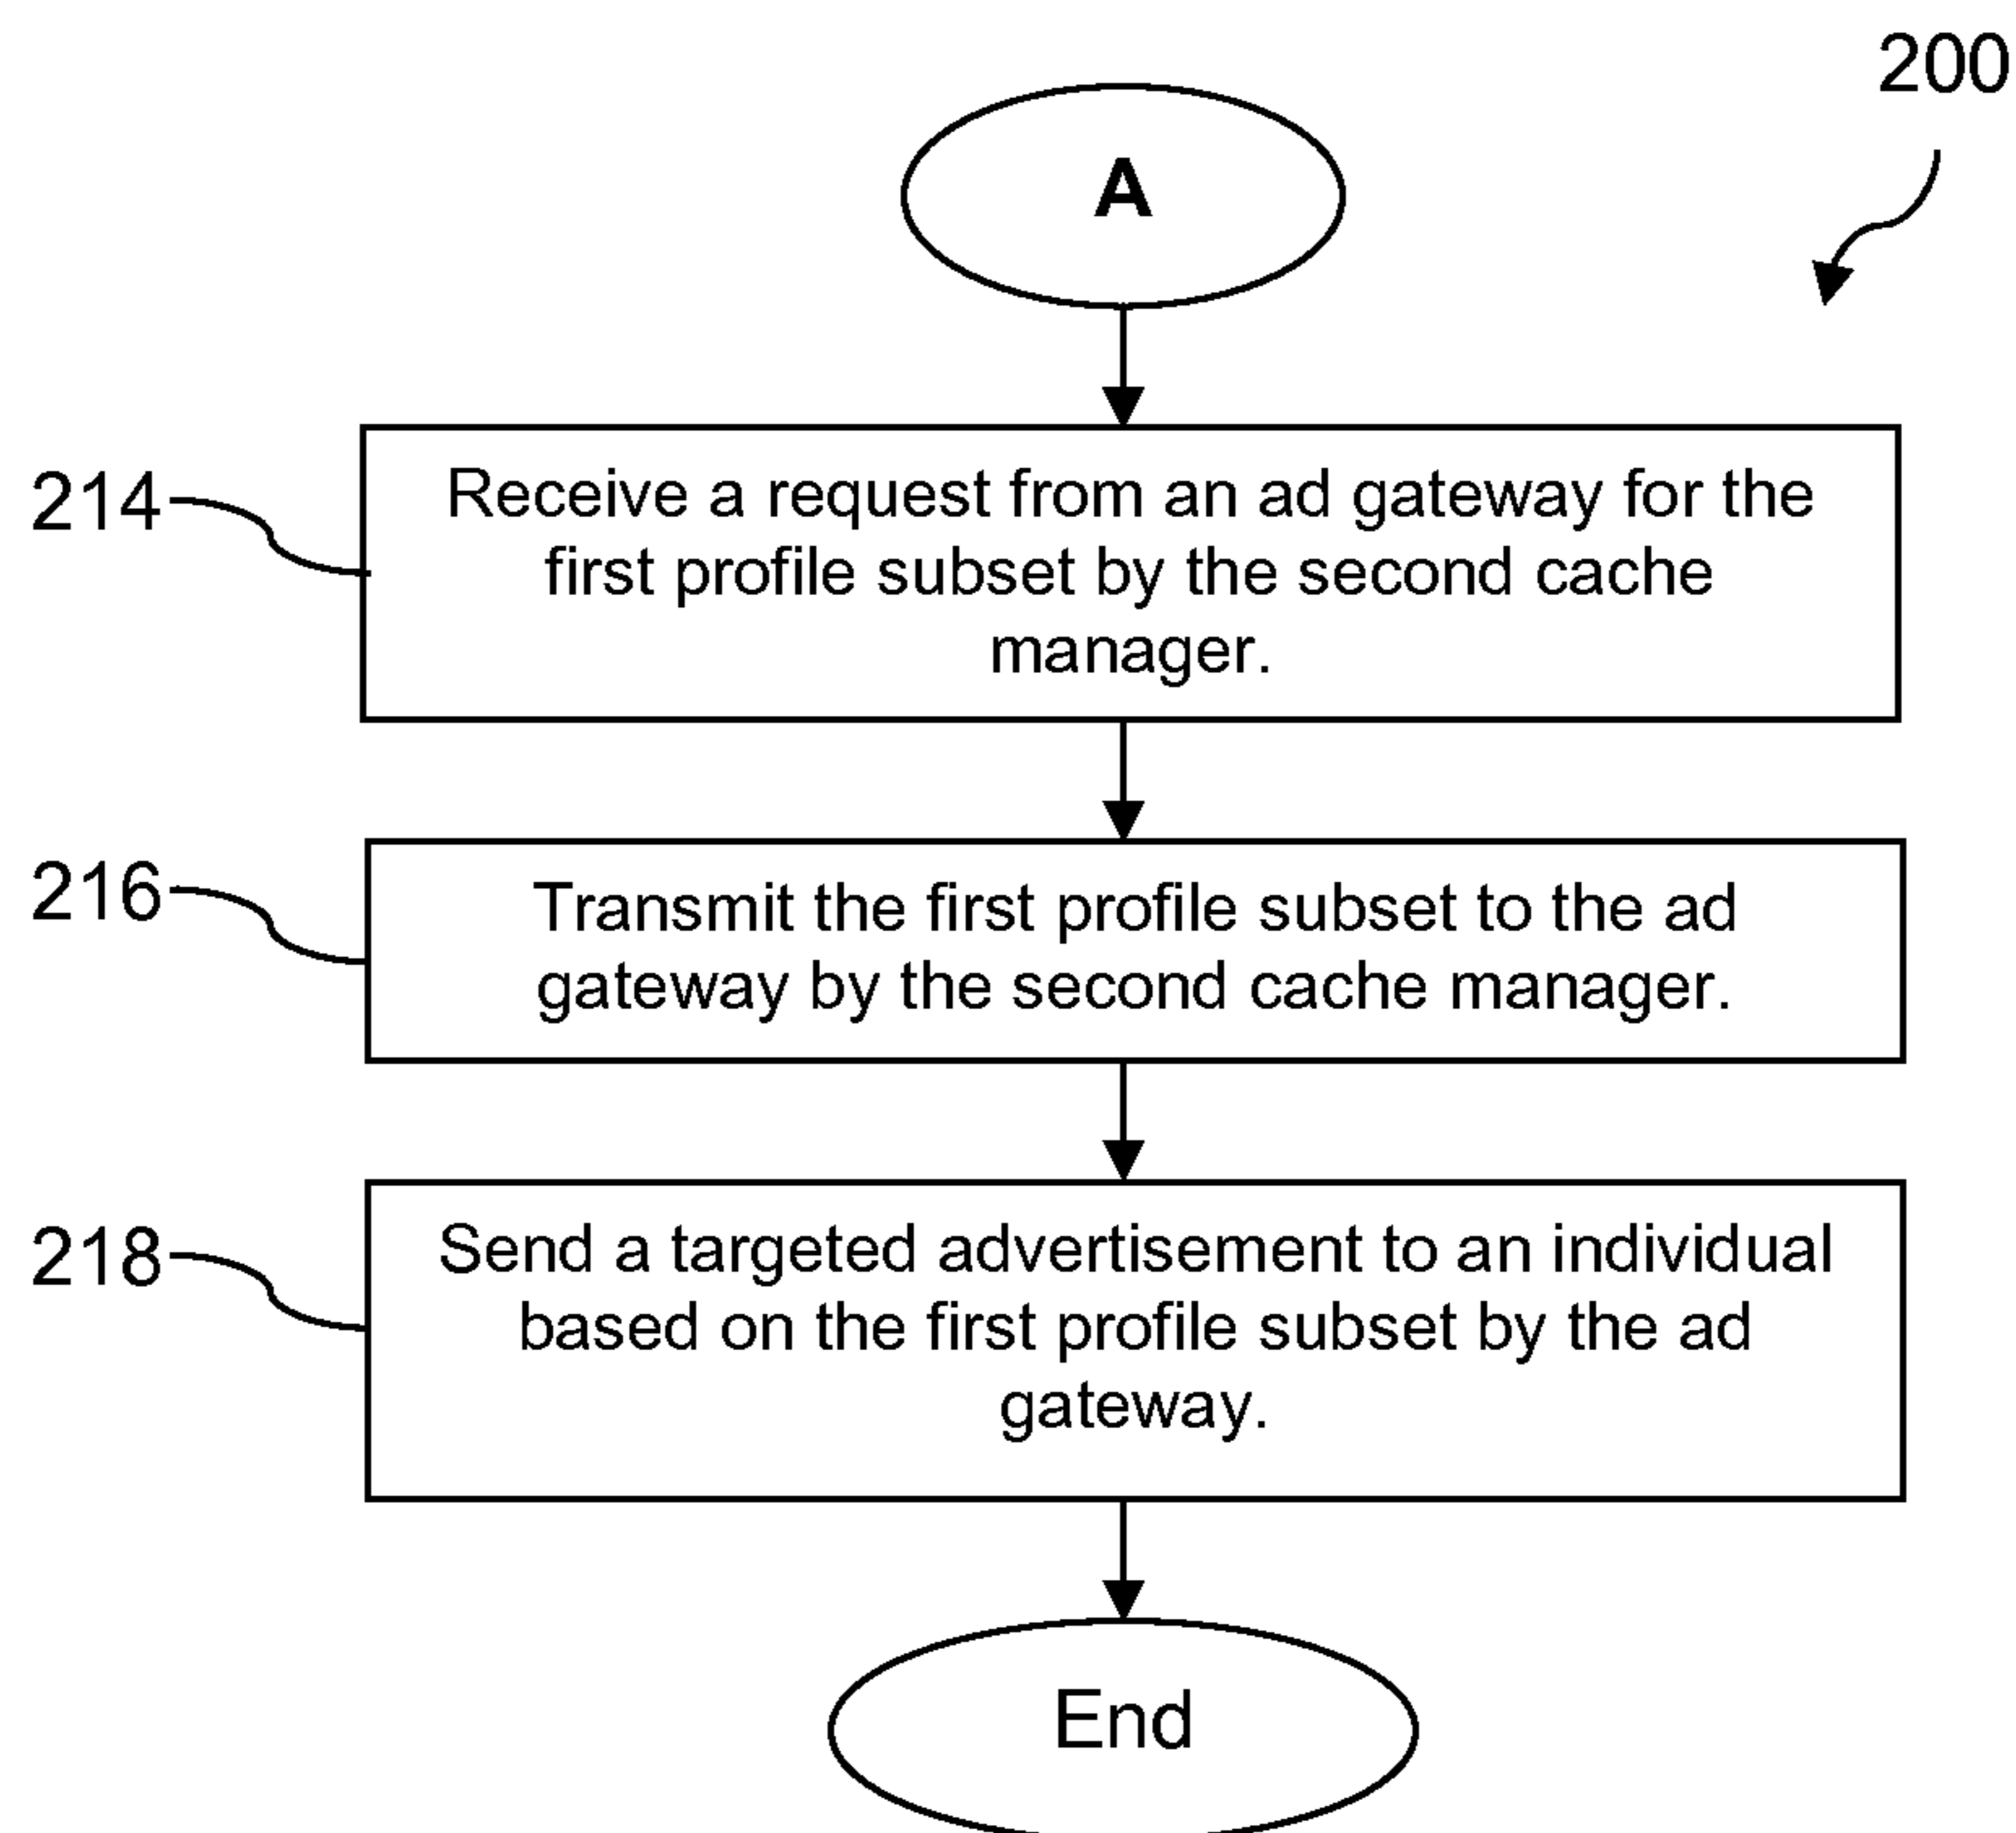 200
A
214
Receive a request from an ad gateway for the
first profile subset by the second cache
manager.
216
Transmit the first profile subset to the ad
gateway by the second cache manager.
218
Send a targeted advertisement to an individual
based on the first profile subset by the ad
gateway.
End